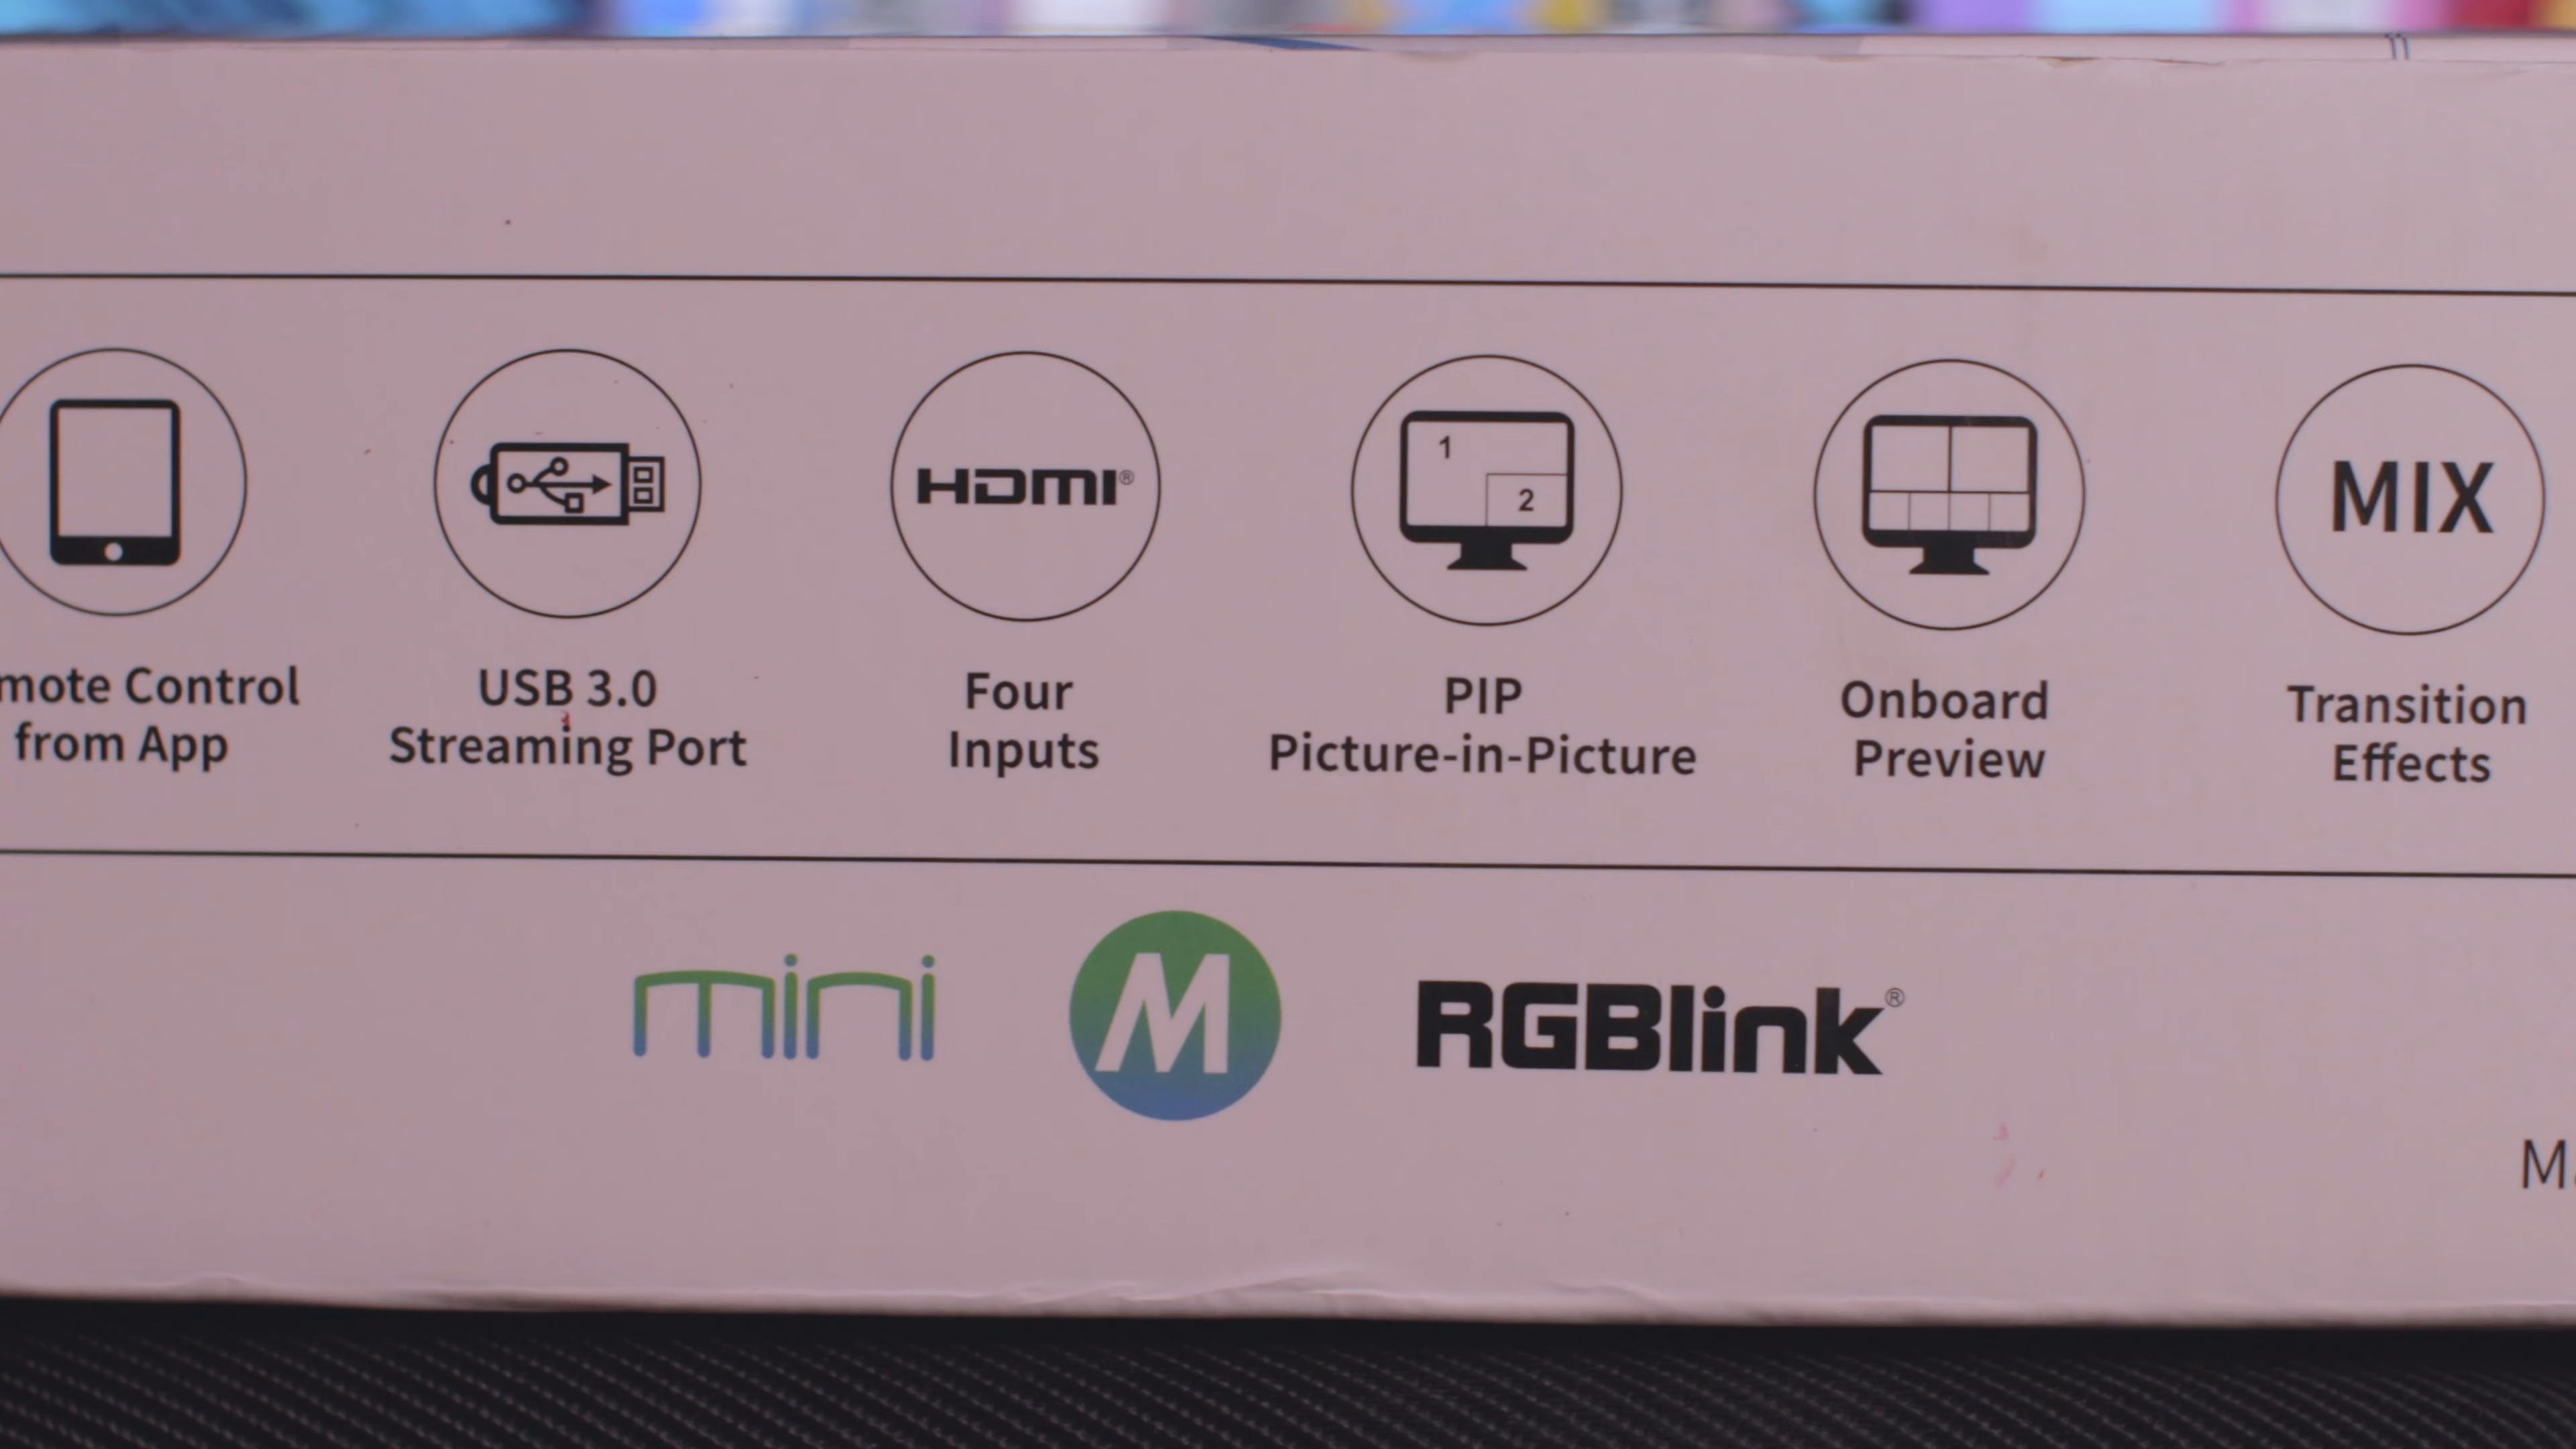 HDMI®
1
2
MIX
mote Control
from App
USB 3.0
Streaming Port
Four
Inputs
PIP
Picture-in-Picture
Onboard
Preview
Transition
Effects
mini
M
RGBlink®